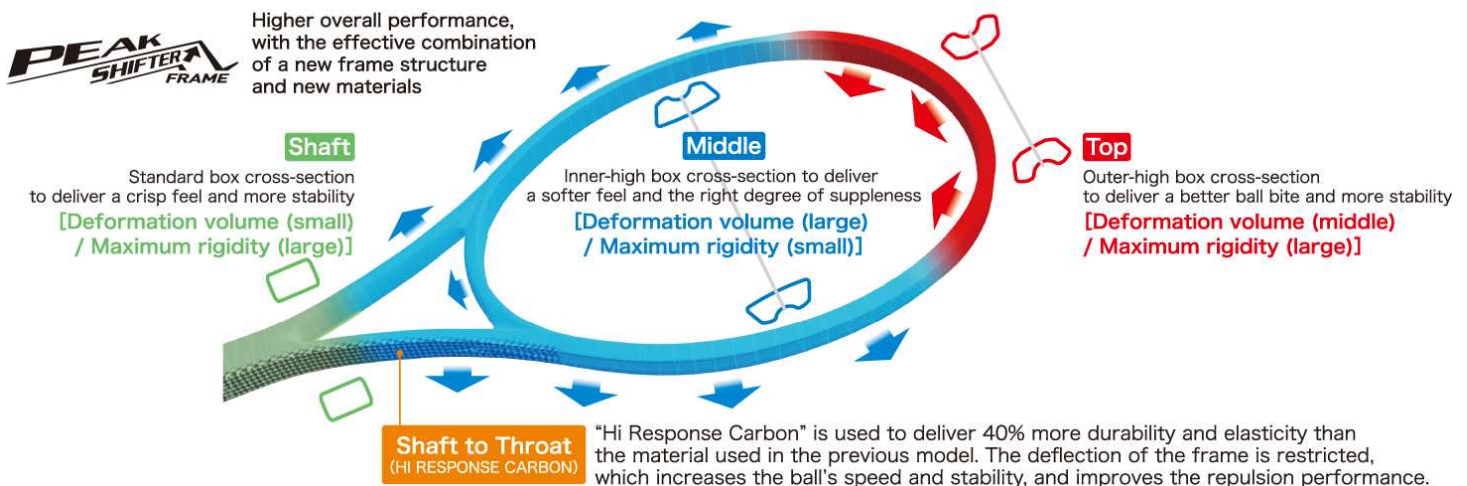 PEAK
SHIFTER
FRAME
Higher overall performance,
with the effective combination
of a new frame structure
and new materials
Shaft
Standard box cross-section
to deliver a crisp feel and more stability
[Deformation volume (small)
/ Maximum rigidity (large)]
Middle
Inner-high box cross-section to deliver
a softer feel and the right degree of suppleness
[Deformation volume (large)
/ Maximum rigidity (small)]
Top
Outer-high box cross-section
to deliver a better ball bite and more stability
[Deformation volume (middle)
/ Maximum rigidity (large)]
Shaft to Throat
(HI RESPONSE CARBON)
“Hi Response Carbon” is used to deliver 40% more durability and elasticity than
the material used in the previous model. The deflection of the frame is restricted,
which increases the ball's speed and stability, and improves the repulsion performance.